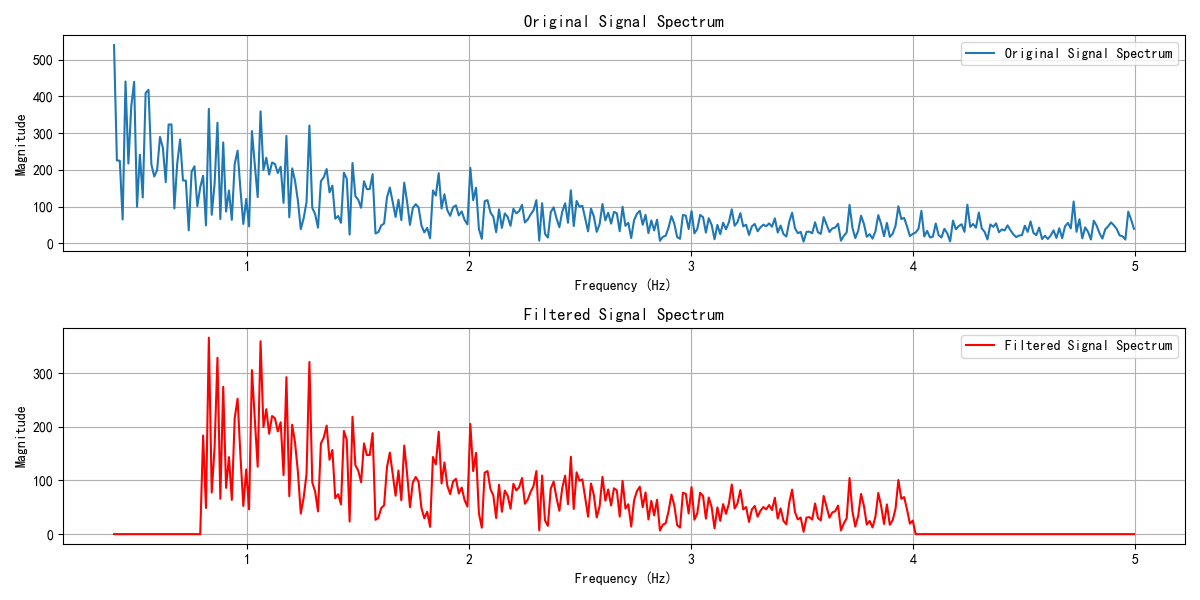 Original Signal Spectrum
Original Signal Spectrum
Magnitude
500
400
300
200
100
0
1
2
3
4
5
Frequency (Hz)
Filtered Signal Spectrum
Filtered Signal Spectrum
Magnitude
300
200
100
0
1
2
3
4
5
Frequency (Hz)